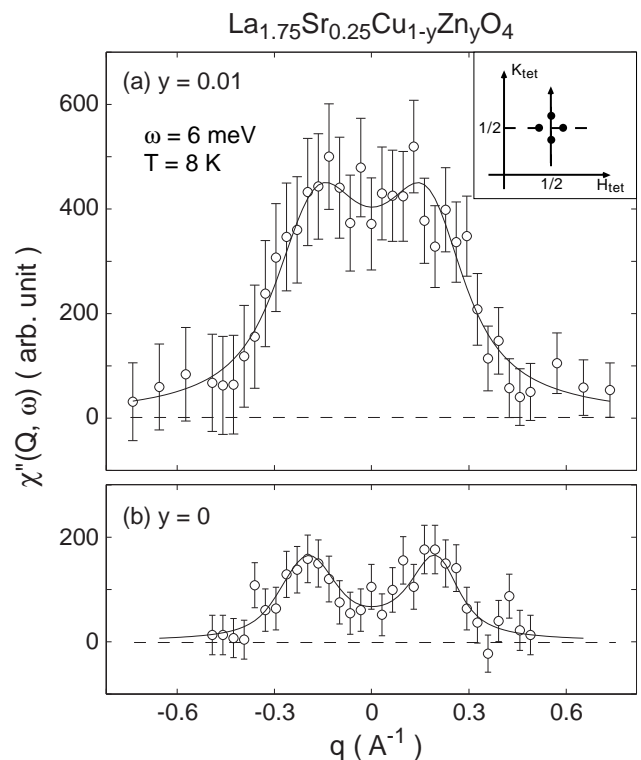 La1.75Sr0.25Cu1-yZnyO4
(a) y = 0.01
ω = 6 meV
T = 8 K
Ktet
1/2
1/2
Htet
600
400
200
0
χ"(Q, ω) ( arb. unit )
(b) y = 0
200
0
-0.6 -0.3 0 0.3 0.6
q ( A-1 )